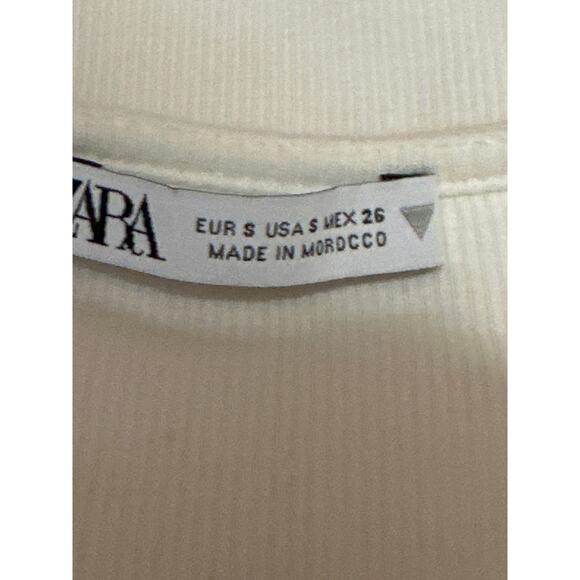 ZARA
EUR S USA S MEX 26
MADE IN MOROCCO